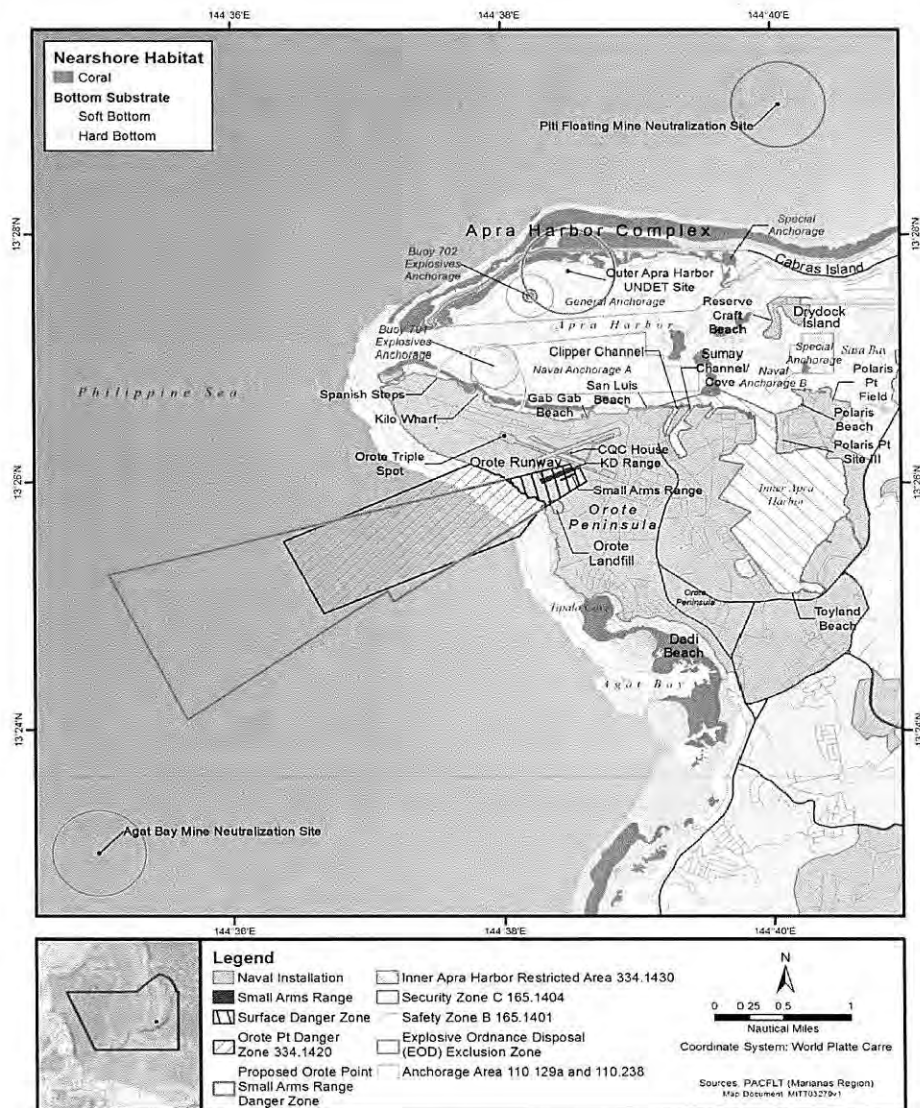 144°36'E
144°38'E
144°40'E
Nearshore Habitat
Coral
Bottom Substrate
Soft Bottom
Hard Bottom
Piti Floating Mine Neutralization Site
13°28'N
13°28'N
Apra Harbor Complex
Special
Anchorage
Buoy 702
Explosives
Anchorage
Cabras Island
Outer Apra Harbor
UNDET Site
General Anchorage
Reserve
Craft
Beach
Drydock
Island
Apra Harbor
Buoy 701
Explosives
Anchorage
Clipper Channel
Sumay
Channel/
Cove
Special
Anchorage
Naval Anchorage A
Naval
Anchorage B
Polaris
Pt
Field
Philippine Sea
San Luis
Beach
Spanish Steps
Gab Gab
Beach
Polaris
Beach
Kilo Wharf
Polaris Pt
Site III
Orote Triple
Spot
Orote Runway
CQC House
KD Range
13°26'N
13°26'N
Small Arms Range
Inner Apra
Harbor
Orote
Peninsula
Orote
Landfill
Orote
Peninsula
Tipalo Cove
Toyland
Beach
Dadi
Beach
Agat Bay
13°24'N
13°24'N
Agat Bay Mine Neutralization Site
144°36'E
144°38'E
144°40'E
Legend
Naval Installation
Small Arms Range
Surface Danger Zone
Orote Pt Danger
Zone 334.1420
Proposed Orote Point
Small Arms Range
Danger Zone
Inner Apra Harbor Restricted Area 334.1430
Security Zone C 165.1404
Safety Zone B 165.1401
Explosive Ordnance Disposal
(EOD) Exclusion Zone
Anchorage Area 110 129a and 110.238
N
0 0.25 0.5 1
Nautical Miles
Coordinate System: World Platte Carre
Sources: PACFLT (Marianas Region)
Map Document: MIT703279v1